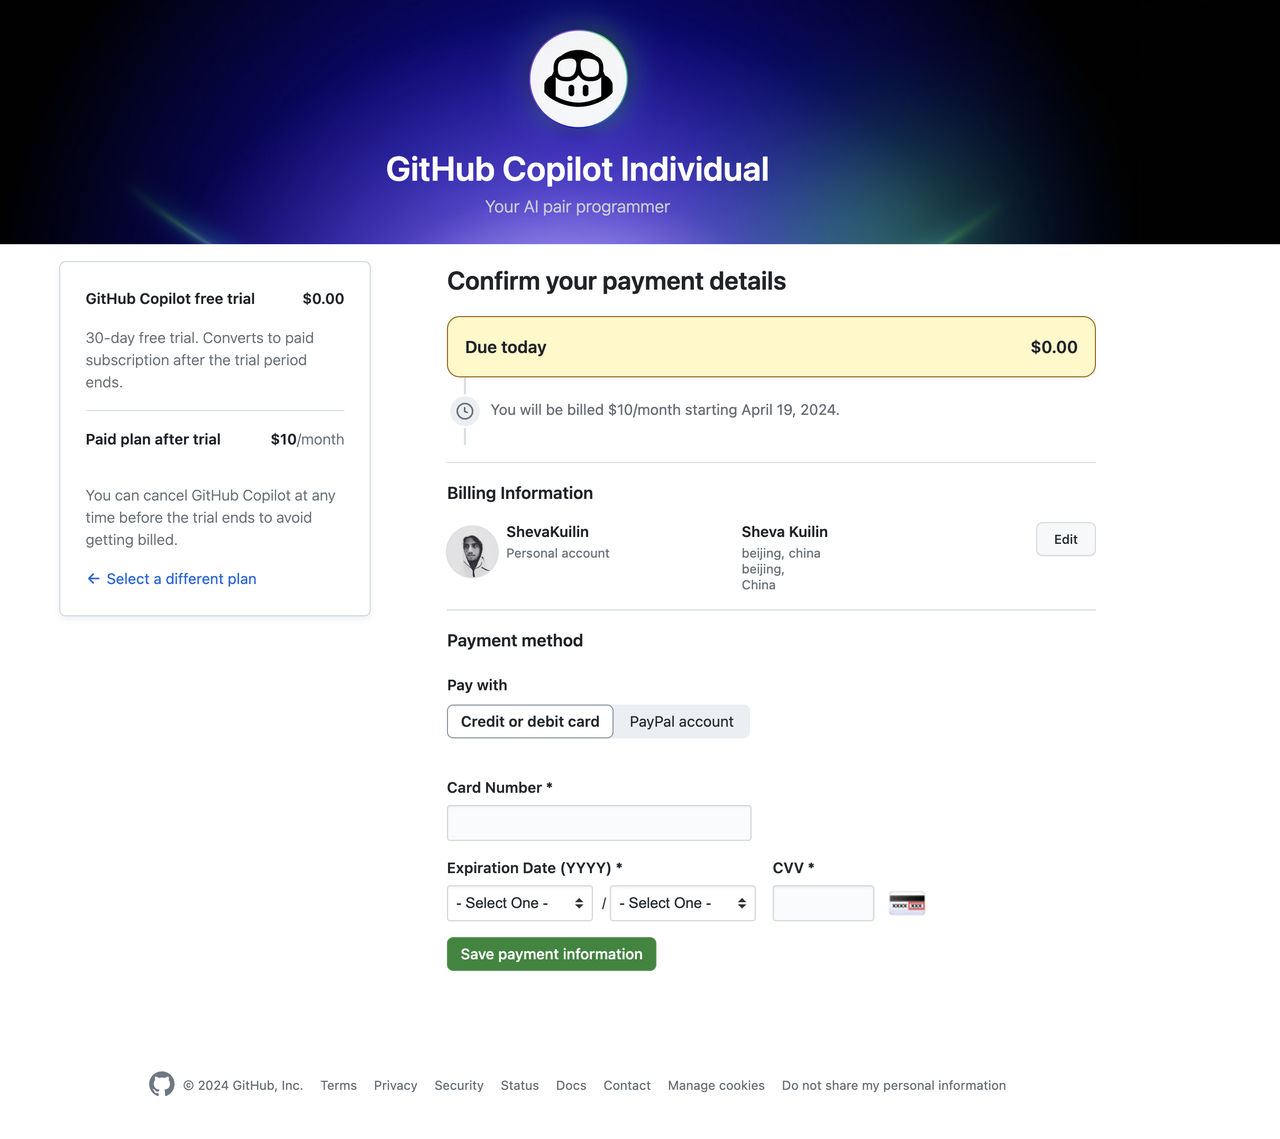 GitHub Copilot Individual
Your AI pair programmer
GitHub Copilot free trial $0.00
30-day free trial. Converts to paid
subscription after the trial period
ends.
Paid plan after trial $10/month
You can cancel GitHub Copilot at any
time before the trial ends to avoid
getting billed.
Select a different plan
Confirm your payment details
Due today $0.00
You will be billed $10/month starting April 19, 2024.
Billing Information
ShevaKuilin
Personal account
Sheva Kuilin
beijing, china
beijing,
China
Edit
Payment method
Pay with
Credit or debit card PayPal account
Card Number *
Expiration Date (YYYY) * CVV *
- Select One - / - Select One - XXXX XXX
Save payment information
© 2024 GitHub, Inc. Terms Privacy Security Status Docs Contact Manage cookies Do not share my personal information